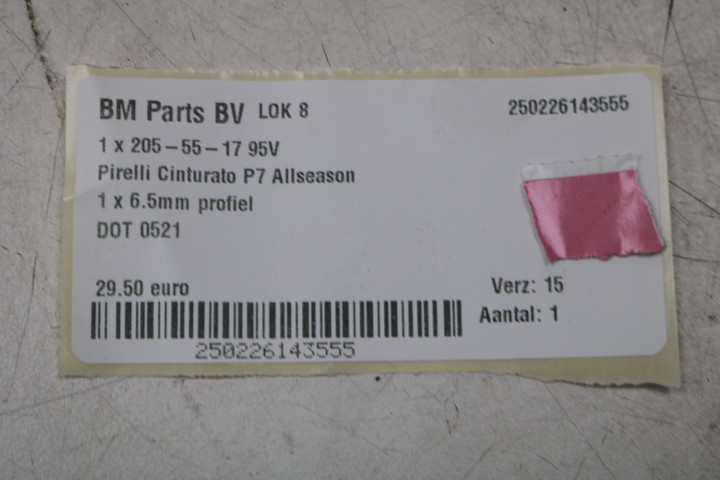 BM Parts BV LOK 8 250226143555
1 x 205-55-17 95V
Pirelli Cinturato P7 Allseason
1 x 6.5mm profiel
DOT 0521
29.50 euro Verz: 15
Aantal: 1
250226143555